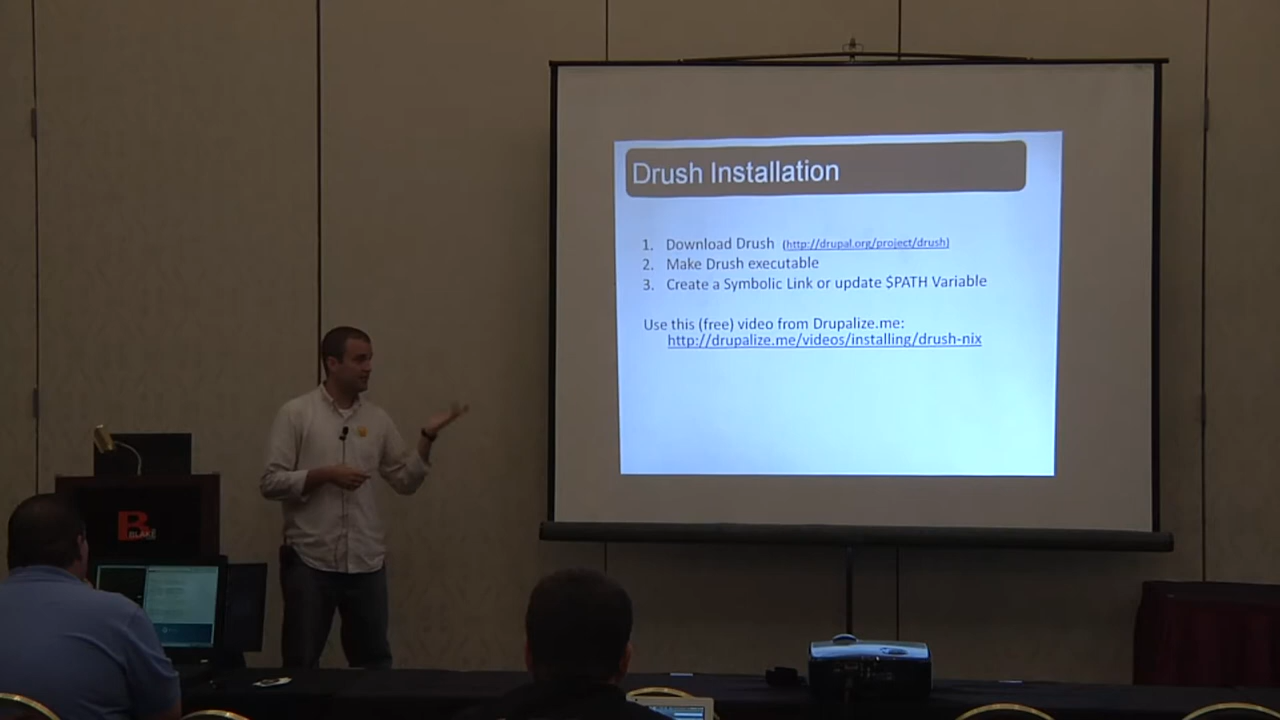 Drush Installation
1. Download Drush (http://drupal.org/project/drush)
2. Make Drush executable
3. Create a Symbolic Link or update $PATH Variable
Use this (free) video from Drupalize.me:
http://drupalize.me/videos/installing/drush-nix
B
BLAKE